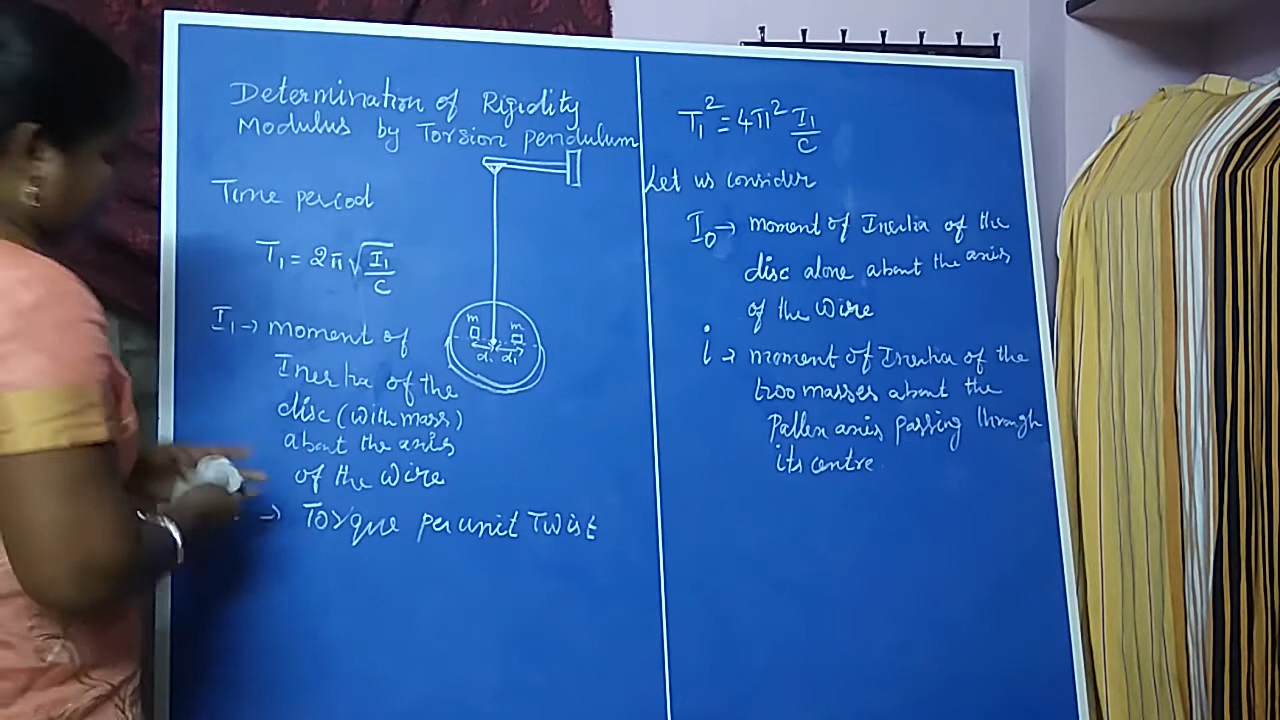 Determination of Rigidity
Modulus by Torsion pendulum
Time period
T₁ = 2π√(I₁/C)
I₁ → moment of
Inertia of the
disc (with mass)
about the axis
of the wire
→ Torque per unit Twist
m m
d₁ d₁
T₁² = 4π² I₁/C
Let us consider
I₀ → moment of Inertia of the
disc alone about the axis
of the wire
i → moment of Inertia of the
two masses about the
axis passing through
its centre.